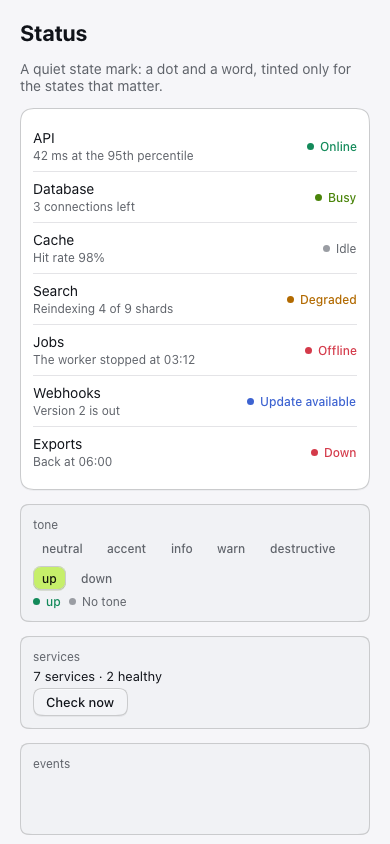 Status
A quiet state mark: a dot and a word, tinted only for
the states that matter.
API
42 ms at the 95th percentile
Online
Database
3 connections left
Busy
Cache
Hit rate 98%
Idle
Search
Reindexing 4 of 9 shards
Degraded
Jobs
The worker stopped at 03:12
Offline
Webhooks
Version 2 is out
Update available
Exports
Back at 06:00
Down
tone
neutral accent info warn destructive
up down
up No tone
services
7 services · 2 healthy
Check now
events